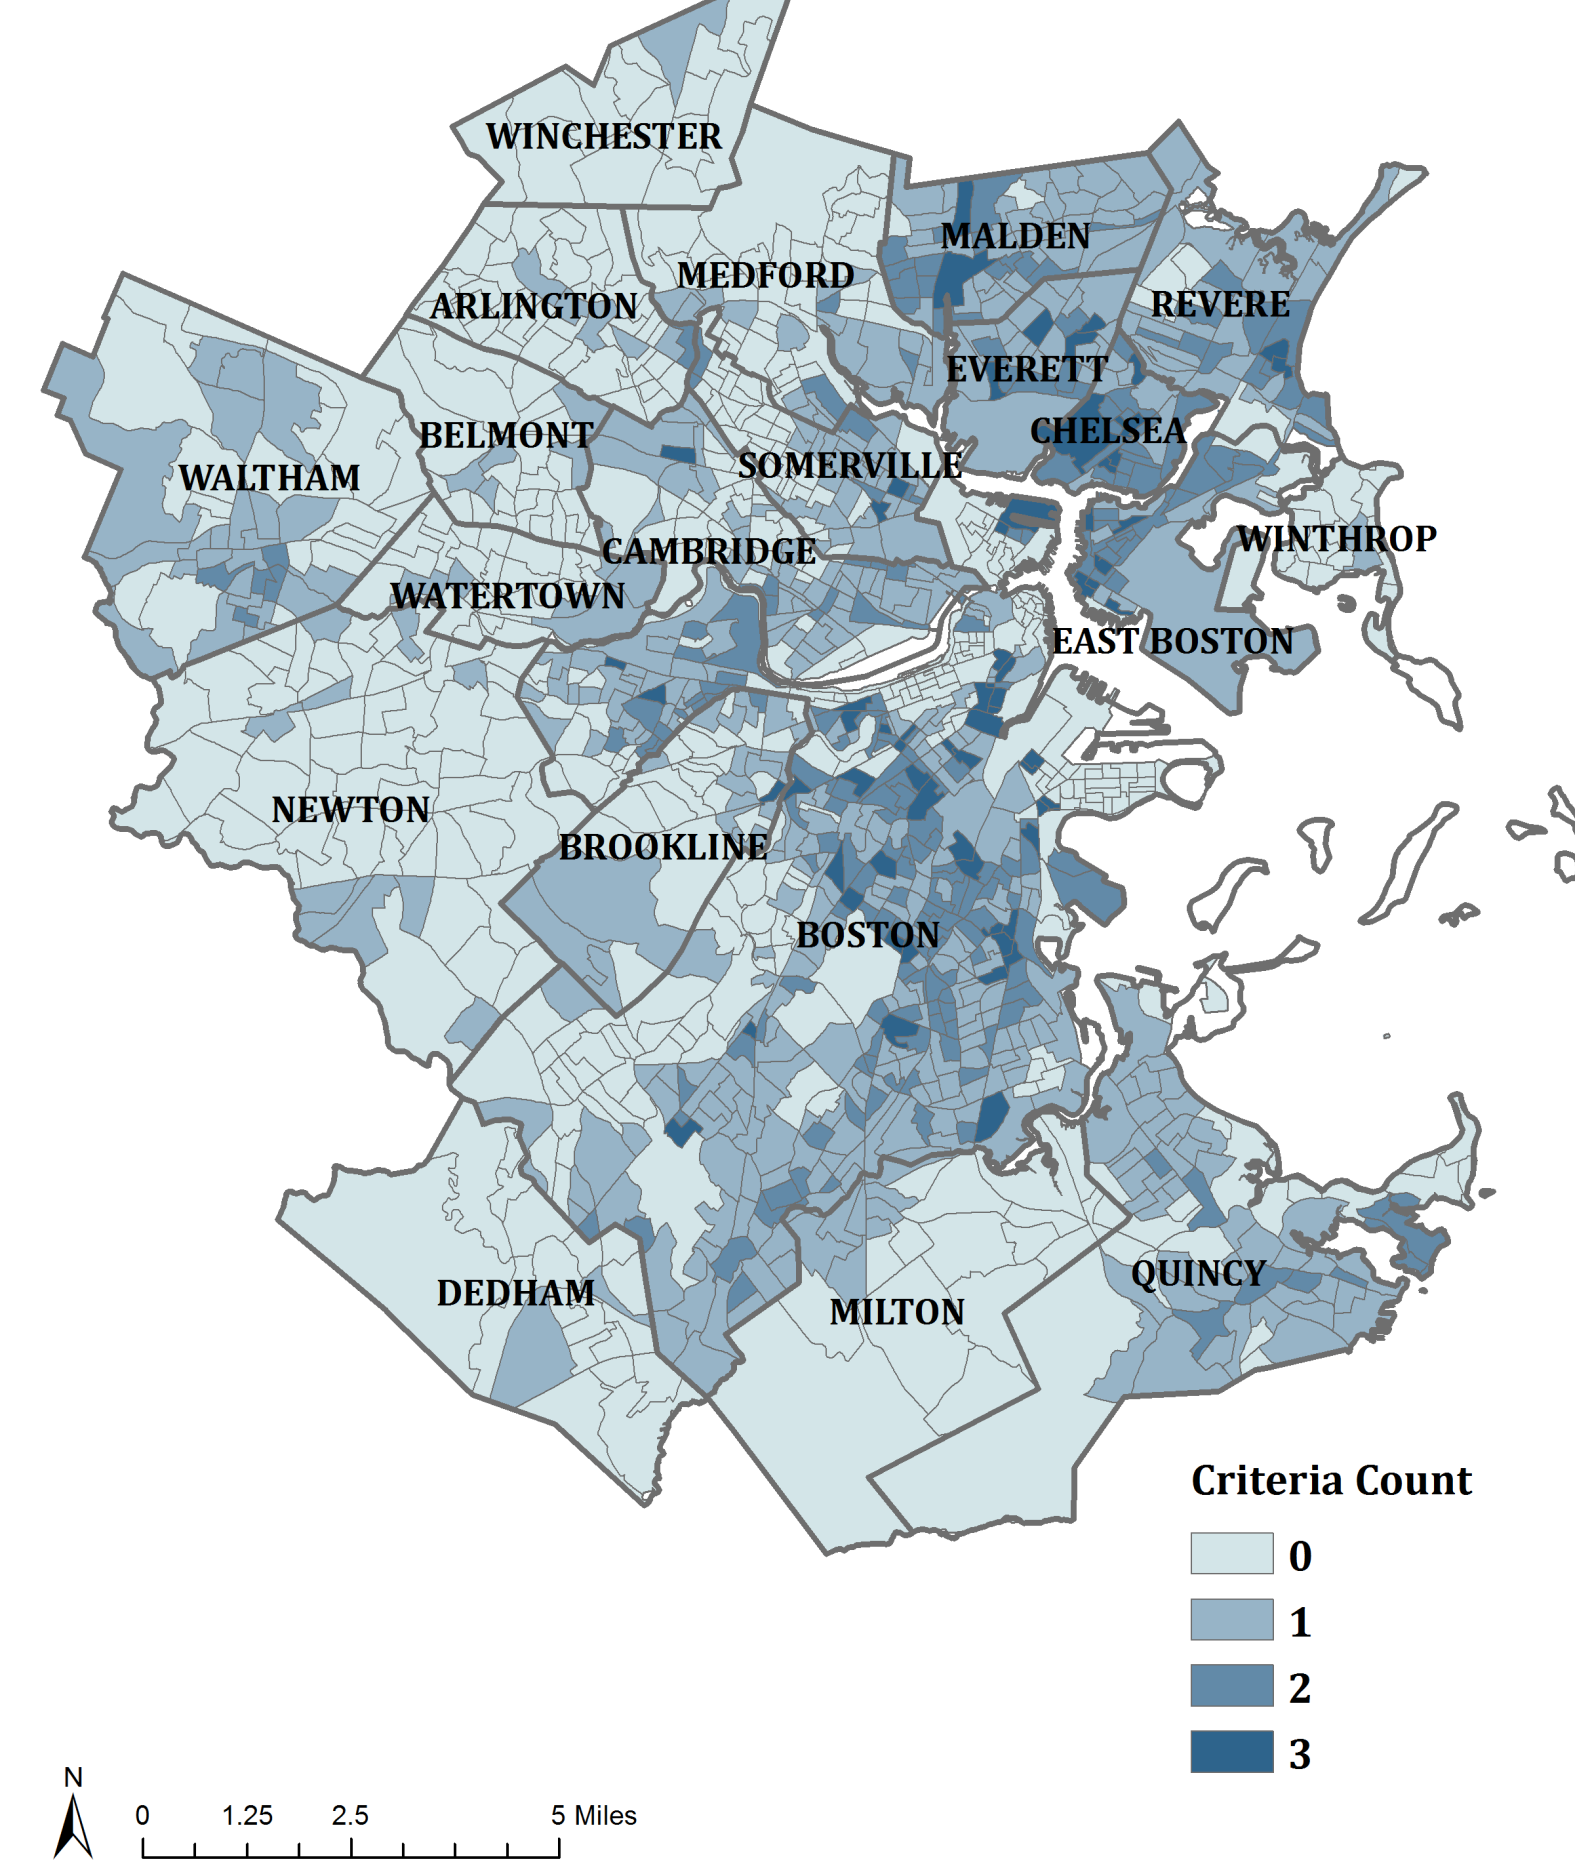 WINCHESTER
MALDEN
MEDFORD
ARLINGTON
REVERE
EVERETT
BELMONT
CHELSEA
WALTHAM
SOMERVILLE
WINTHROP
CAMBRIDGE
WATERTOWN
EAST BOSTON
NEWTON
BROOKLINE
BOSTON
QUINCY
DEDHAM
MILTON
Criteria Count
0
1
2
3
N
0 1.25 2.5 5 Miles